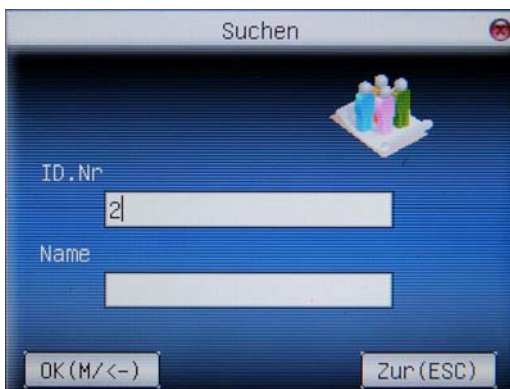 Suchen
ID.Nr
2
Name
OK(M/<-)
Zur(ESC)